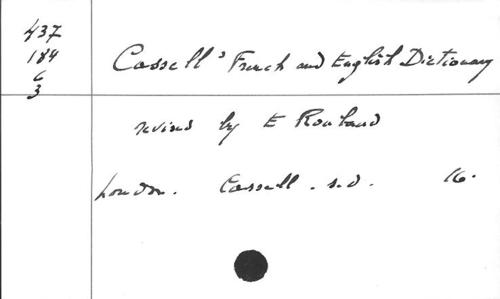 437
184
C
3
Cassell's French and English Dictionary
revised by E Roubaud
London. Cassell. s.d. 16.